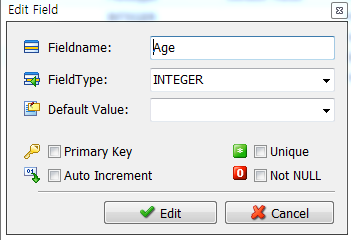 Edit Field
Fieldname: Age
FieldType: INTEGER
Default Value:
Primary Key Unique
Auto Increment Not NULL
Edit Cancel